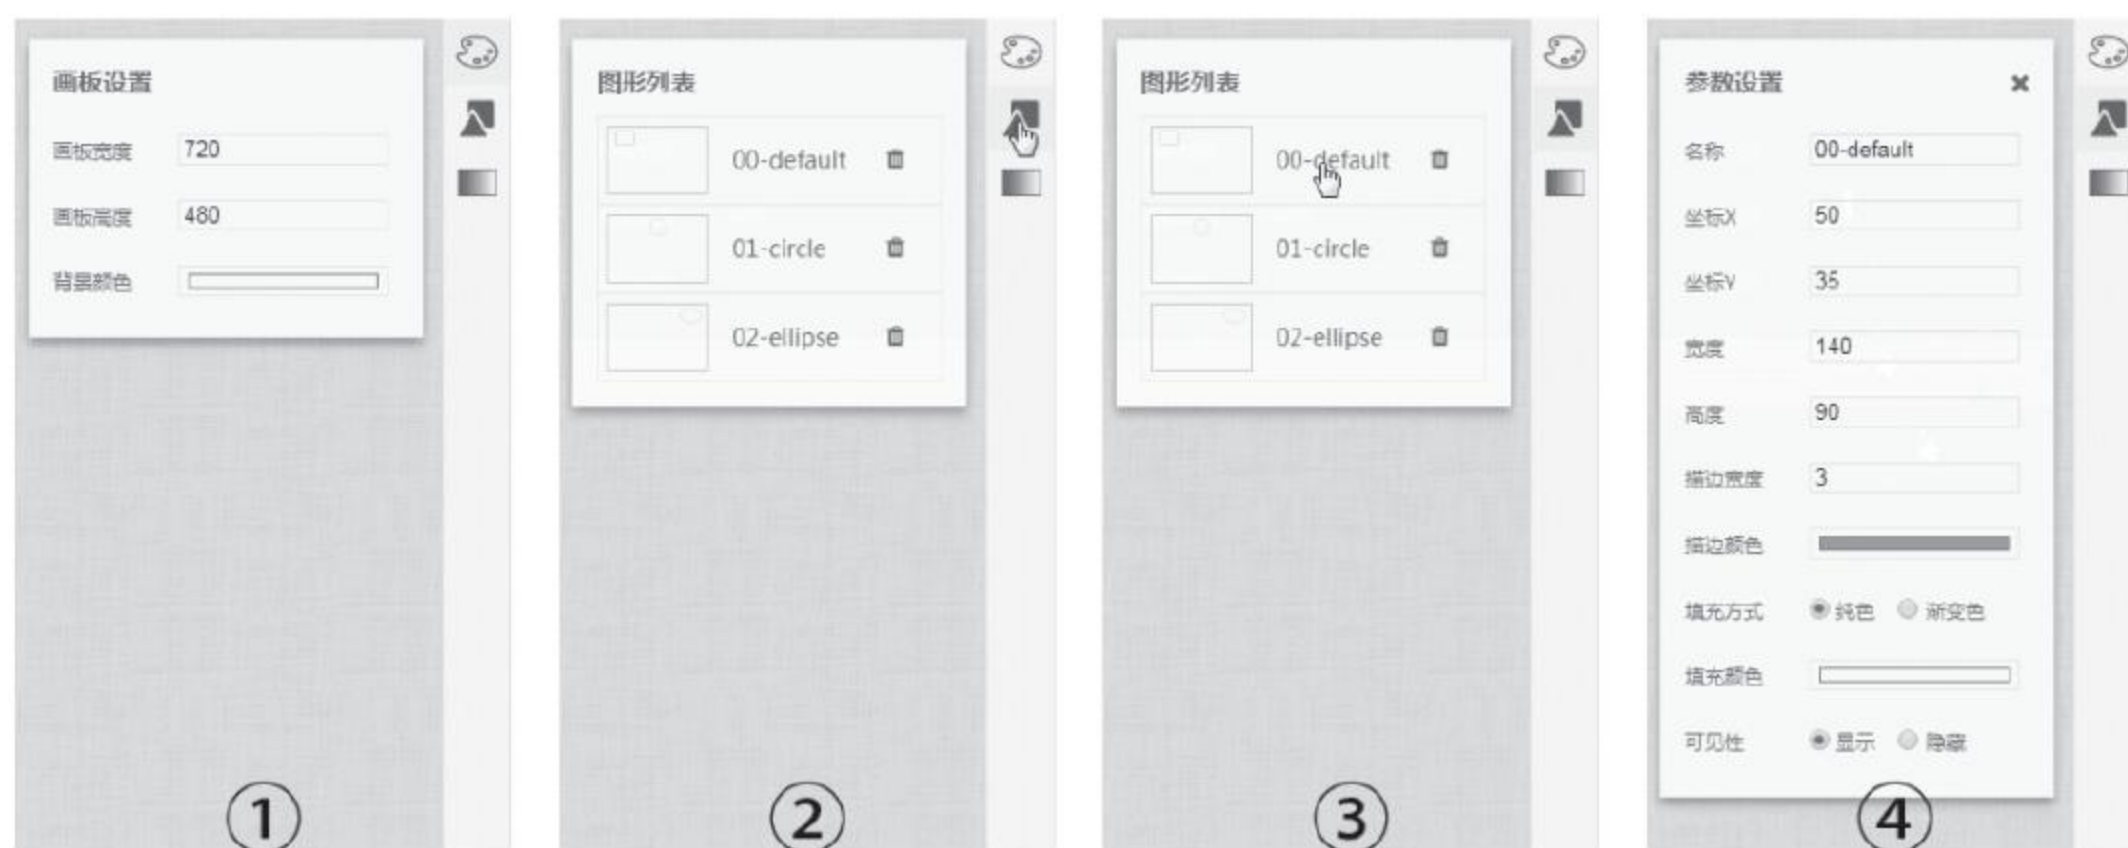 画板设置
画板宽度 720
画板高度 480
背景颜色
①
图形列表
00-default
01-circle
02-ellipse
②
图形列表
00-default
01-circle
02-ellipse
③
参数设置
名称 00-default
坐标X 50
坐标Y 35
宽度 140
高度 90
描边宽度 3
描边颜色
填充方式 纯色 渐变色
填充颜色
可见性 显示 隐藏
④